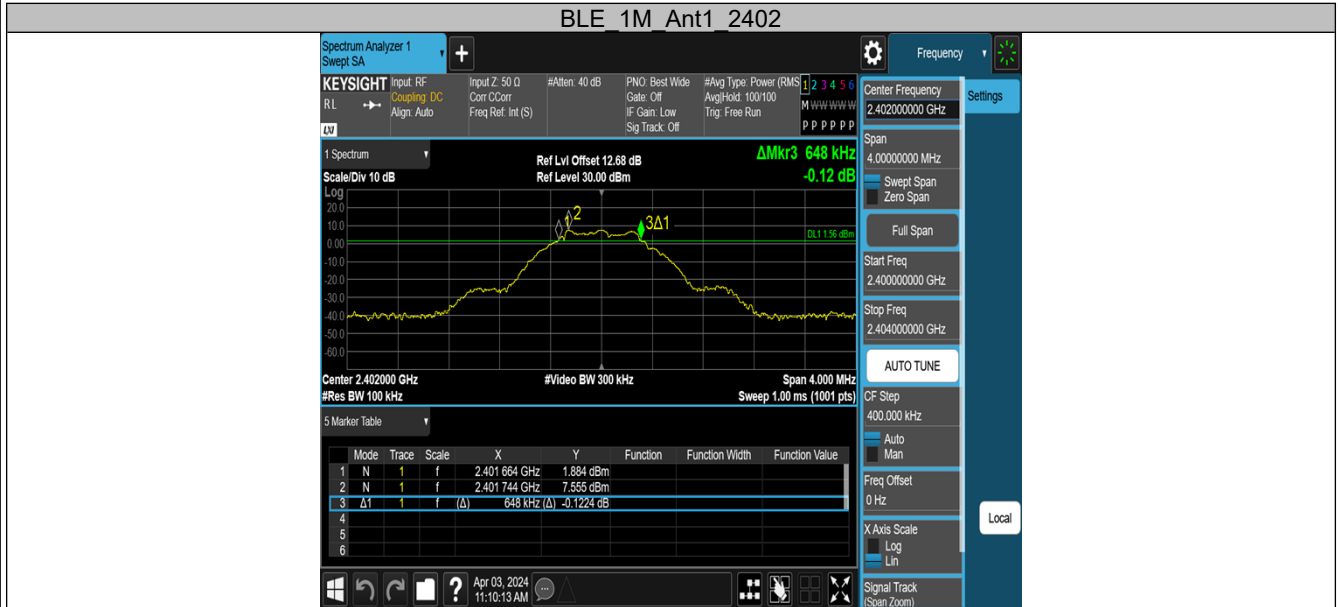 BLE_1M_Ant1_2402
Spectrum Analyzer 1
Swept SA
+
Frequency
KEYSIGHT
RL
LXI
Input: RF
Coupling: DC
Align: Auto
Input Z: 50 Ω
Corr CCorr
Freq Ref: Int (S)
#Atten: 40 dB
PNO: Best Wide
Gate: Off
IF Gain: Low
Sig Track: Off
#Avg Type: Power (RMS
Avg|Hold: 100/100
Trig: Free Run
1 2 3 4 5 6
M W W W W W
P P P P P P
Center Frequency
2.402000000 GHz
Settings
1 Spectrum
Scale/Div 10 dB
Ref Lvl Offset 12.68 dB
Ref Level 30.00 dBm
ΔMkr3 648 kHz
-0.12 dB
Span
4.00000000 MHz
Swept Span
Zero Span
Full Span
Start Freq
2.400000000 GHz
Stop Freq
2.404000000 GHz
AUTO TUNE
CF Step
400.000 kHz
Auto
Man
Freq Offset
0 Hz
X Axis Scale
Log
Lin
Signal Track
(Span Zoom)
Local
Log
20.0
10.0
0.00
-10.0
-20.0
-30.0
-40.0
-50.0
-60.0
1
2
3Δ1
DL1 1.56 dBm
Center 2.402000 GHz
#Video BW 300 kHz
Span 4.000 MHz
#Res BW 100 kHz
Sweep 1.00 ms (1001 pts)
5 Marker Table
Mode Trace Scale X Y Function Function Width Function Value
1 N 1 f 2.401 664 GHz 1.884 dBm
2 N 1 f 2.401 744 GHz 7.555 dBm
3 Δ1 1 f (Δ) 648 kHz (Δ) -0.1224 dB
4
5
6
?
Apr 03, 2024
11:10:13 AM